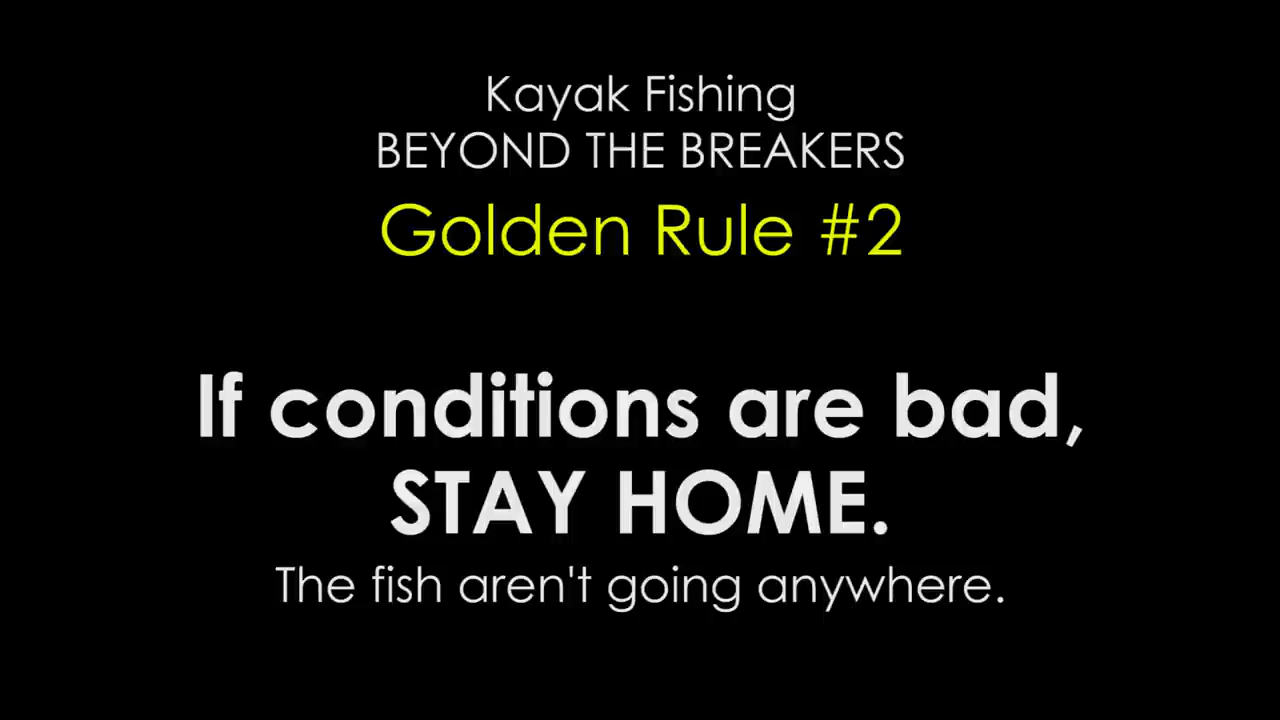 Kayak Fishing
BEYOND THE BREAKERS
Golden Rule #2
If conditions are bad,
STAY HOME.
The fish aren't going anywhere.